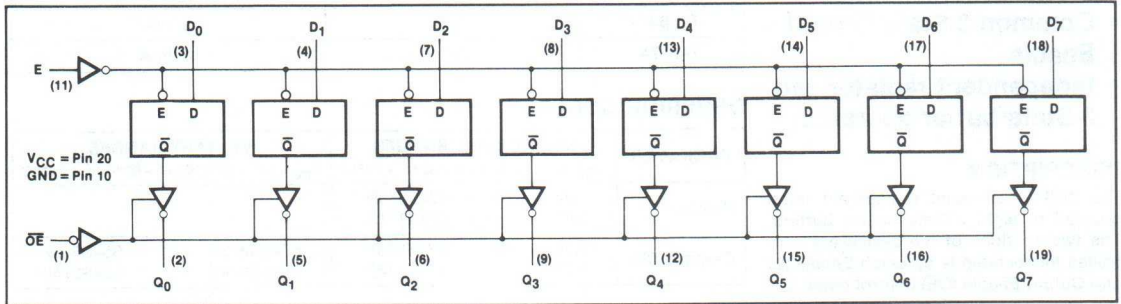 D0 D1 D2 D3 D4 D5 D6 D7
(3) (4) (7) (8) (13) (14) (17) (18)
E
(11)
E D E D E D E D E D E D E D E D
Q̅ Q̅ Q̅ Q̅ Q̅ Q̅ Q̅ Q̅
VCC = Pin 20
GND = Pin 10
O̅E̅
(1)
(2) (5) (6) (9) (12) (15) (16) (19)
Q0 Q1 Q2 Q3 Q4 Q5 Q6 Q7